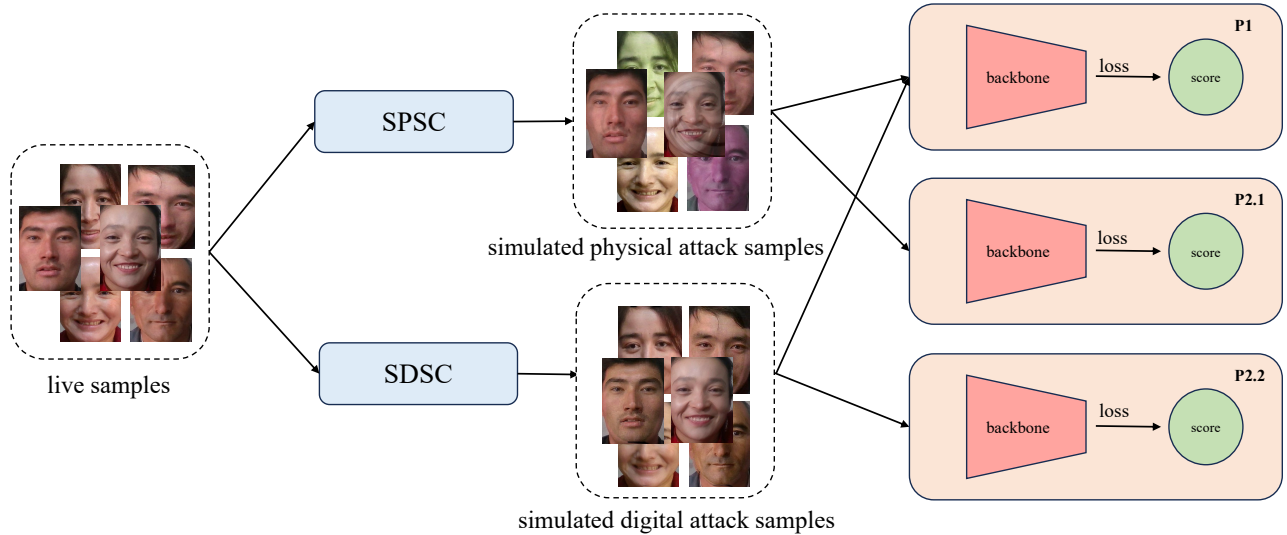 live samples
SPSC
SDSC
simulated physical attack samples
simulated digital attack samples
P1
backbone
loss
score
P2.1
backbone
loss
score
P2.2
backbone
loss
score